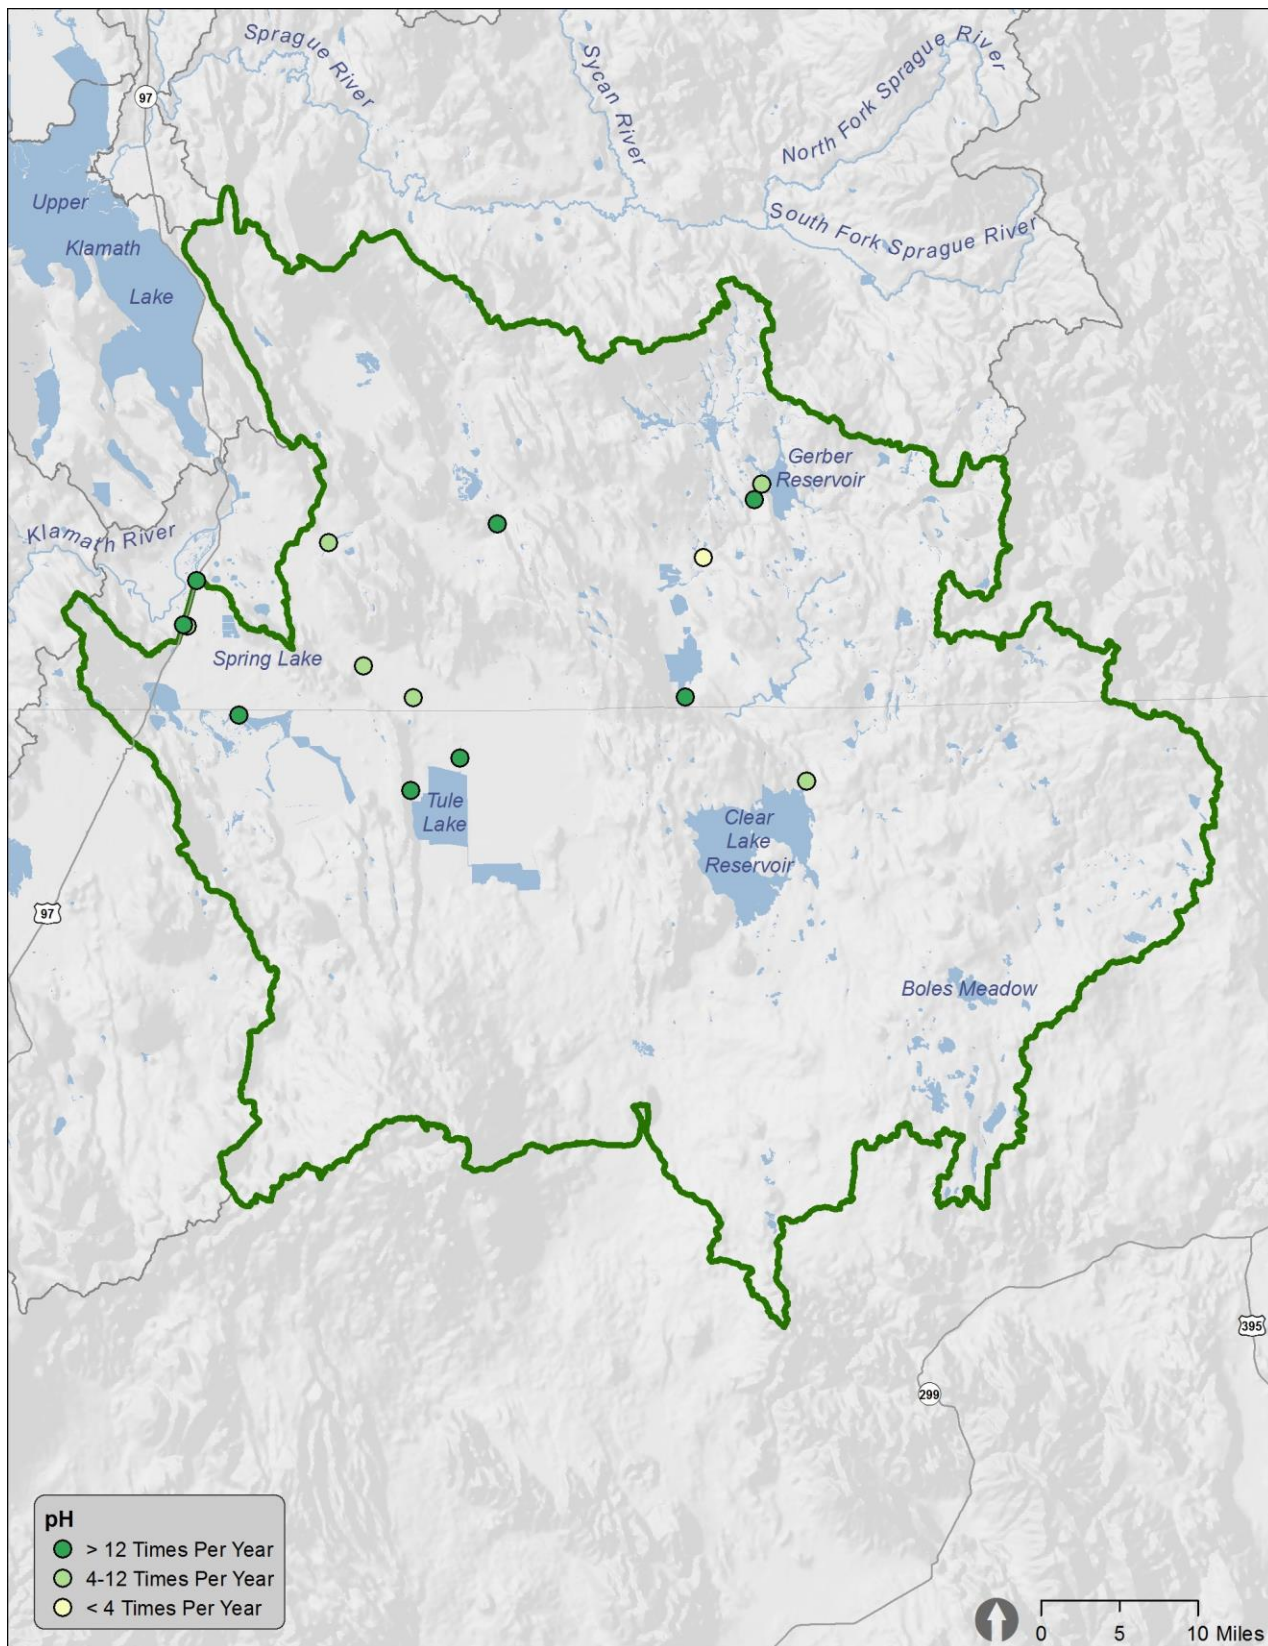 Sprague River
Sycan River
North Fork Sprague River
97
Upper
Klamath
Lake
South Fork Sprague River
Gerber
Reservoir
Klamath River
Spring Lake
Tule
Lake
Clear
Lake
Reservoir
97
Boles Meadow
395
299
pH
> 12 Times Per Year
4-12 Times Per Year
< 4 Times Per Year
0 5 10 Miles